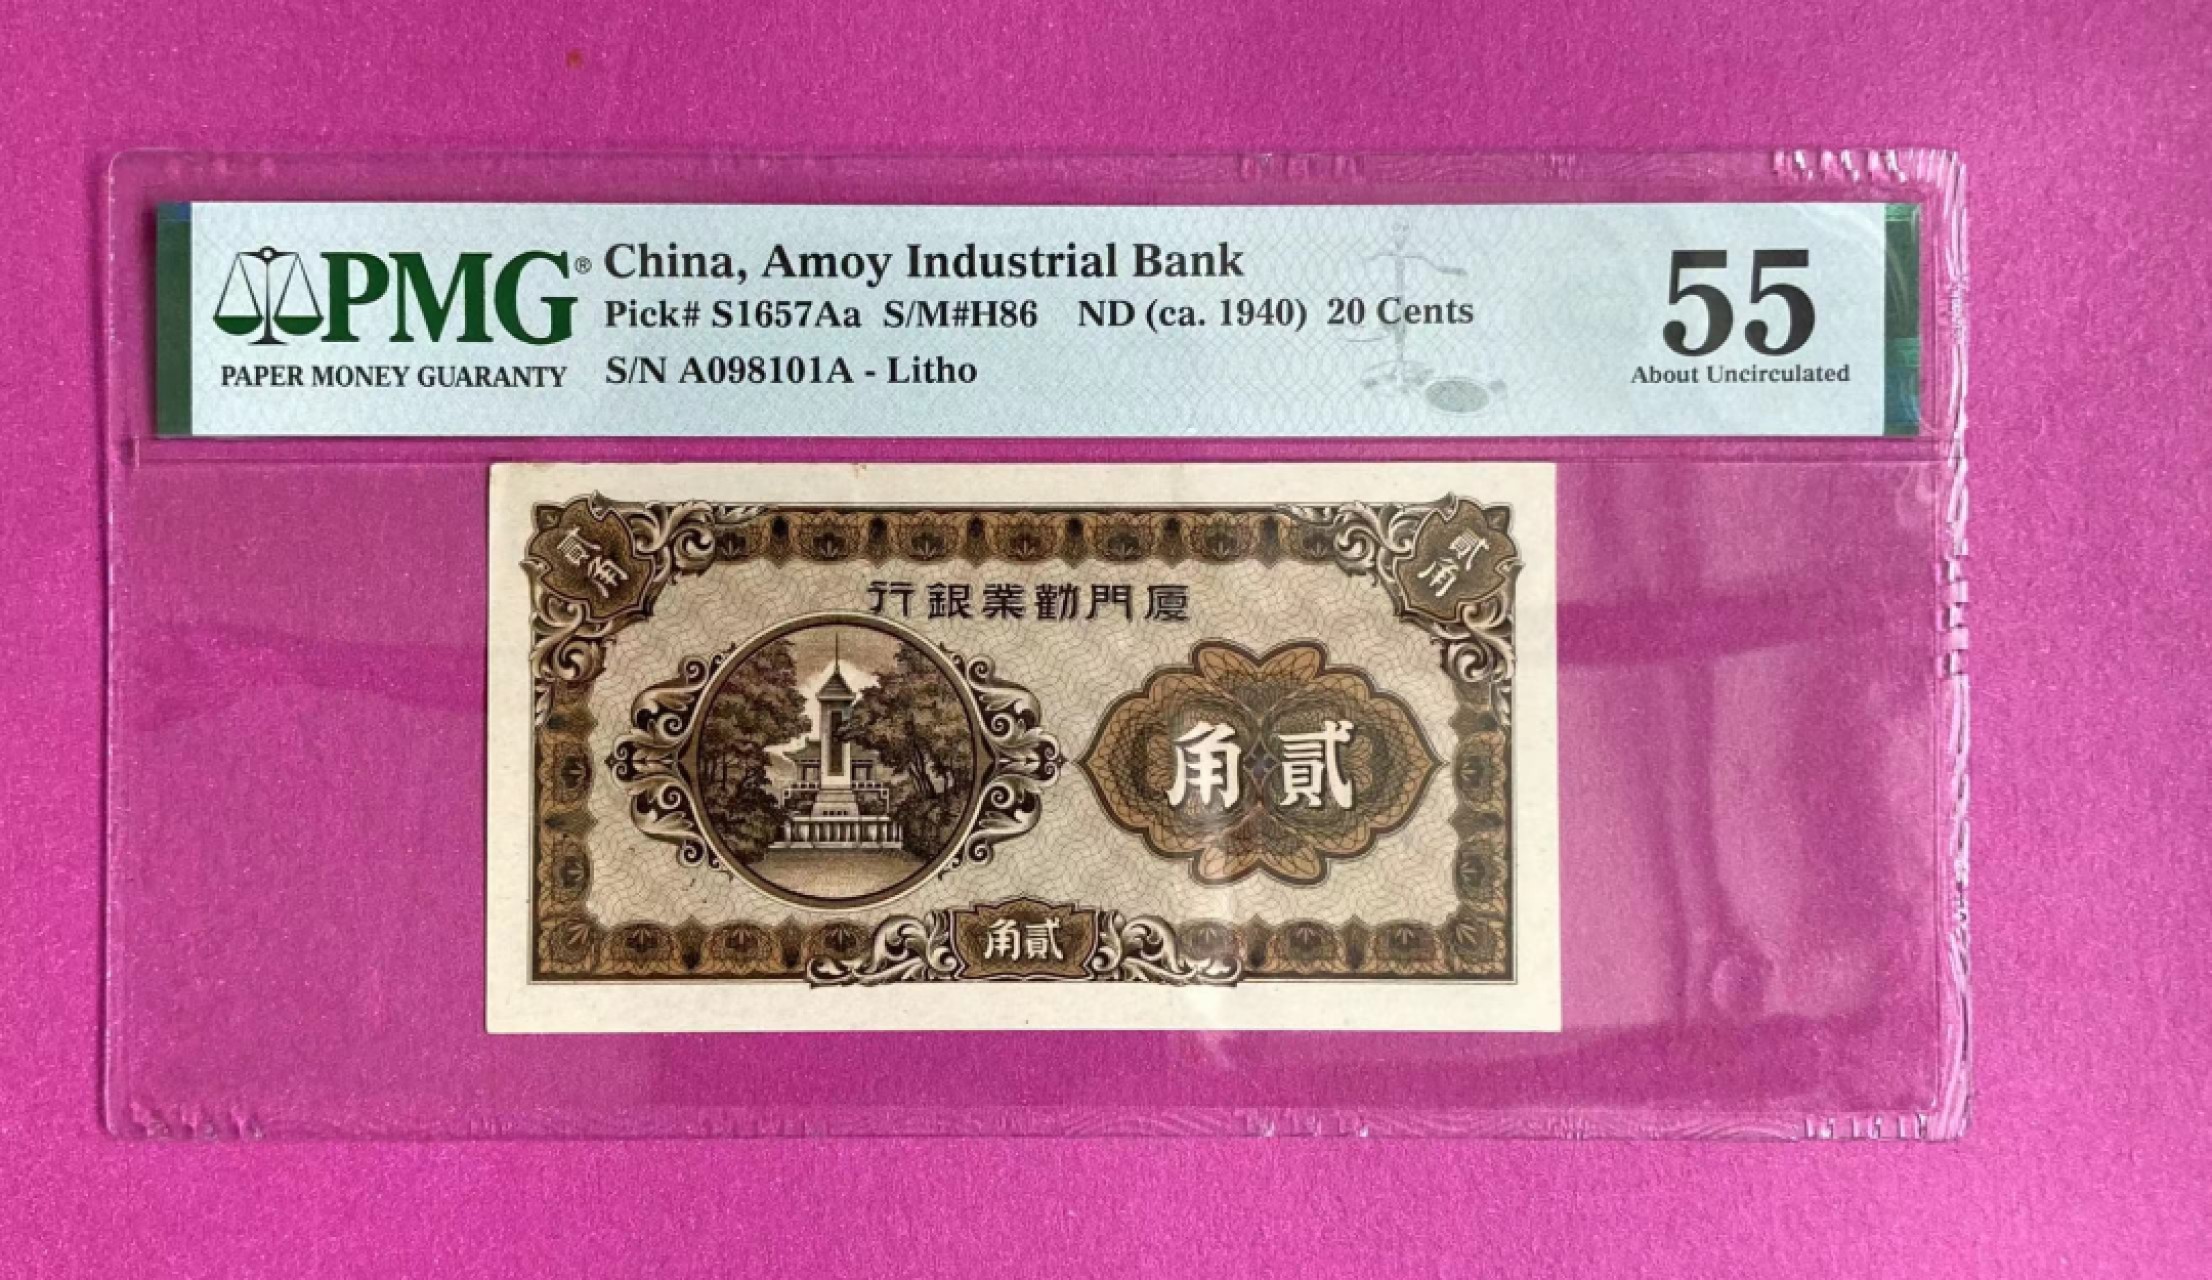 PMG®
PAPER MONEY GUARANTY
China, Amoy Industrial Bank
Pick# S1657Aa S/M#H86 ND (ca. 1940) 20 Cents
S/N A098101A - Litho
55
About Uncirculated
貳角
貳角
行銀業勸門厦
角貳
角貳